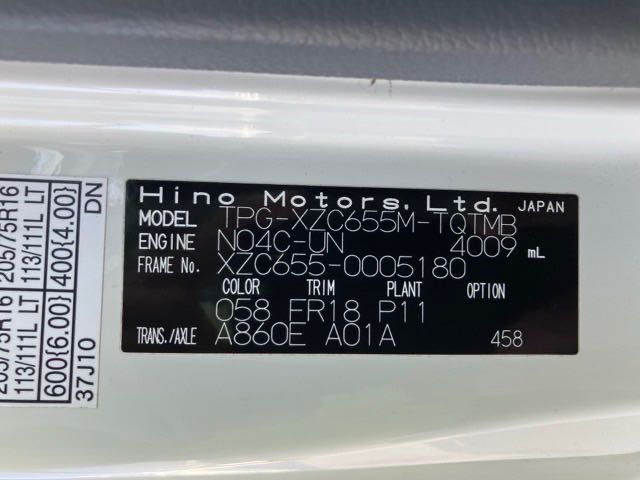 Hino Motors, Ltd. JAPAN
MODEL TPG-XZC655M-TQTMB
ENGINE N04C-UN 4009 mL
FRAME No. XZC655-0005180
COLOR TRIM PLANT OPTION
058 FR18 P11
TRANS./AXLE A860E A01A 458
205/75R16 205/75R16
113/111L LT 113/111L LT
600{6.00} 400{4.00}
37J10 DN